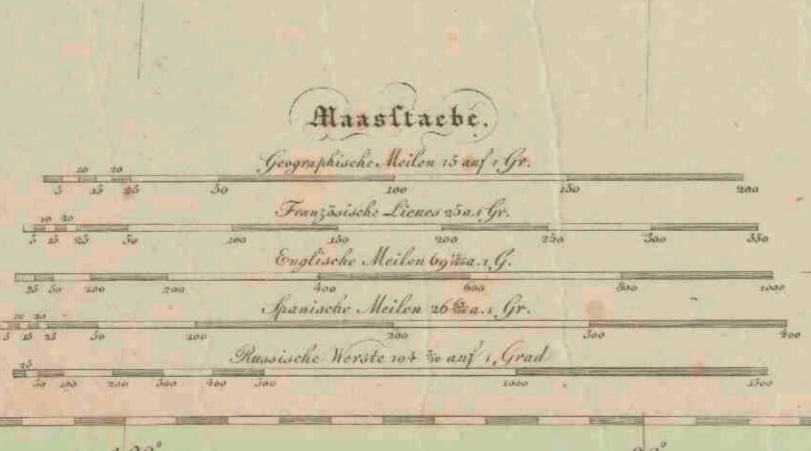 Maasstaebe.
Geographische Meilen 15 auf 1 Gr.
10 20
5 15 25 50 100 150 200
Französische Lieues 25 a. 1 Gr.
10 20
5 15 25 50 100 150 200 250 300 350
Englische Meilen 69 a. 1 G.
25 50 100 200 400 600 800 1000
Spanische Meilen 26 a. 1 Gr.
10 20
5 15 25 50 100 200 300 400
Russische Werste 104 auf 1, Grad
25
50 100 200 300 400 500 1000 1500